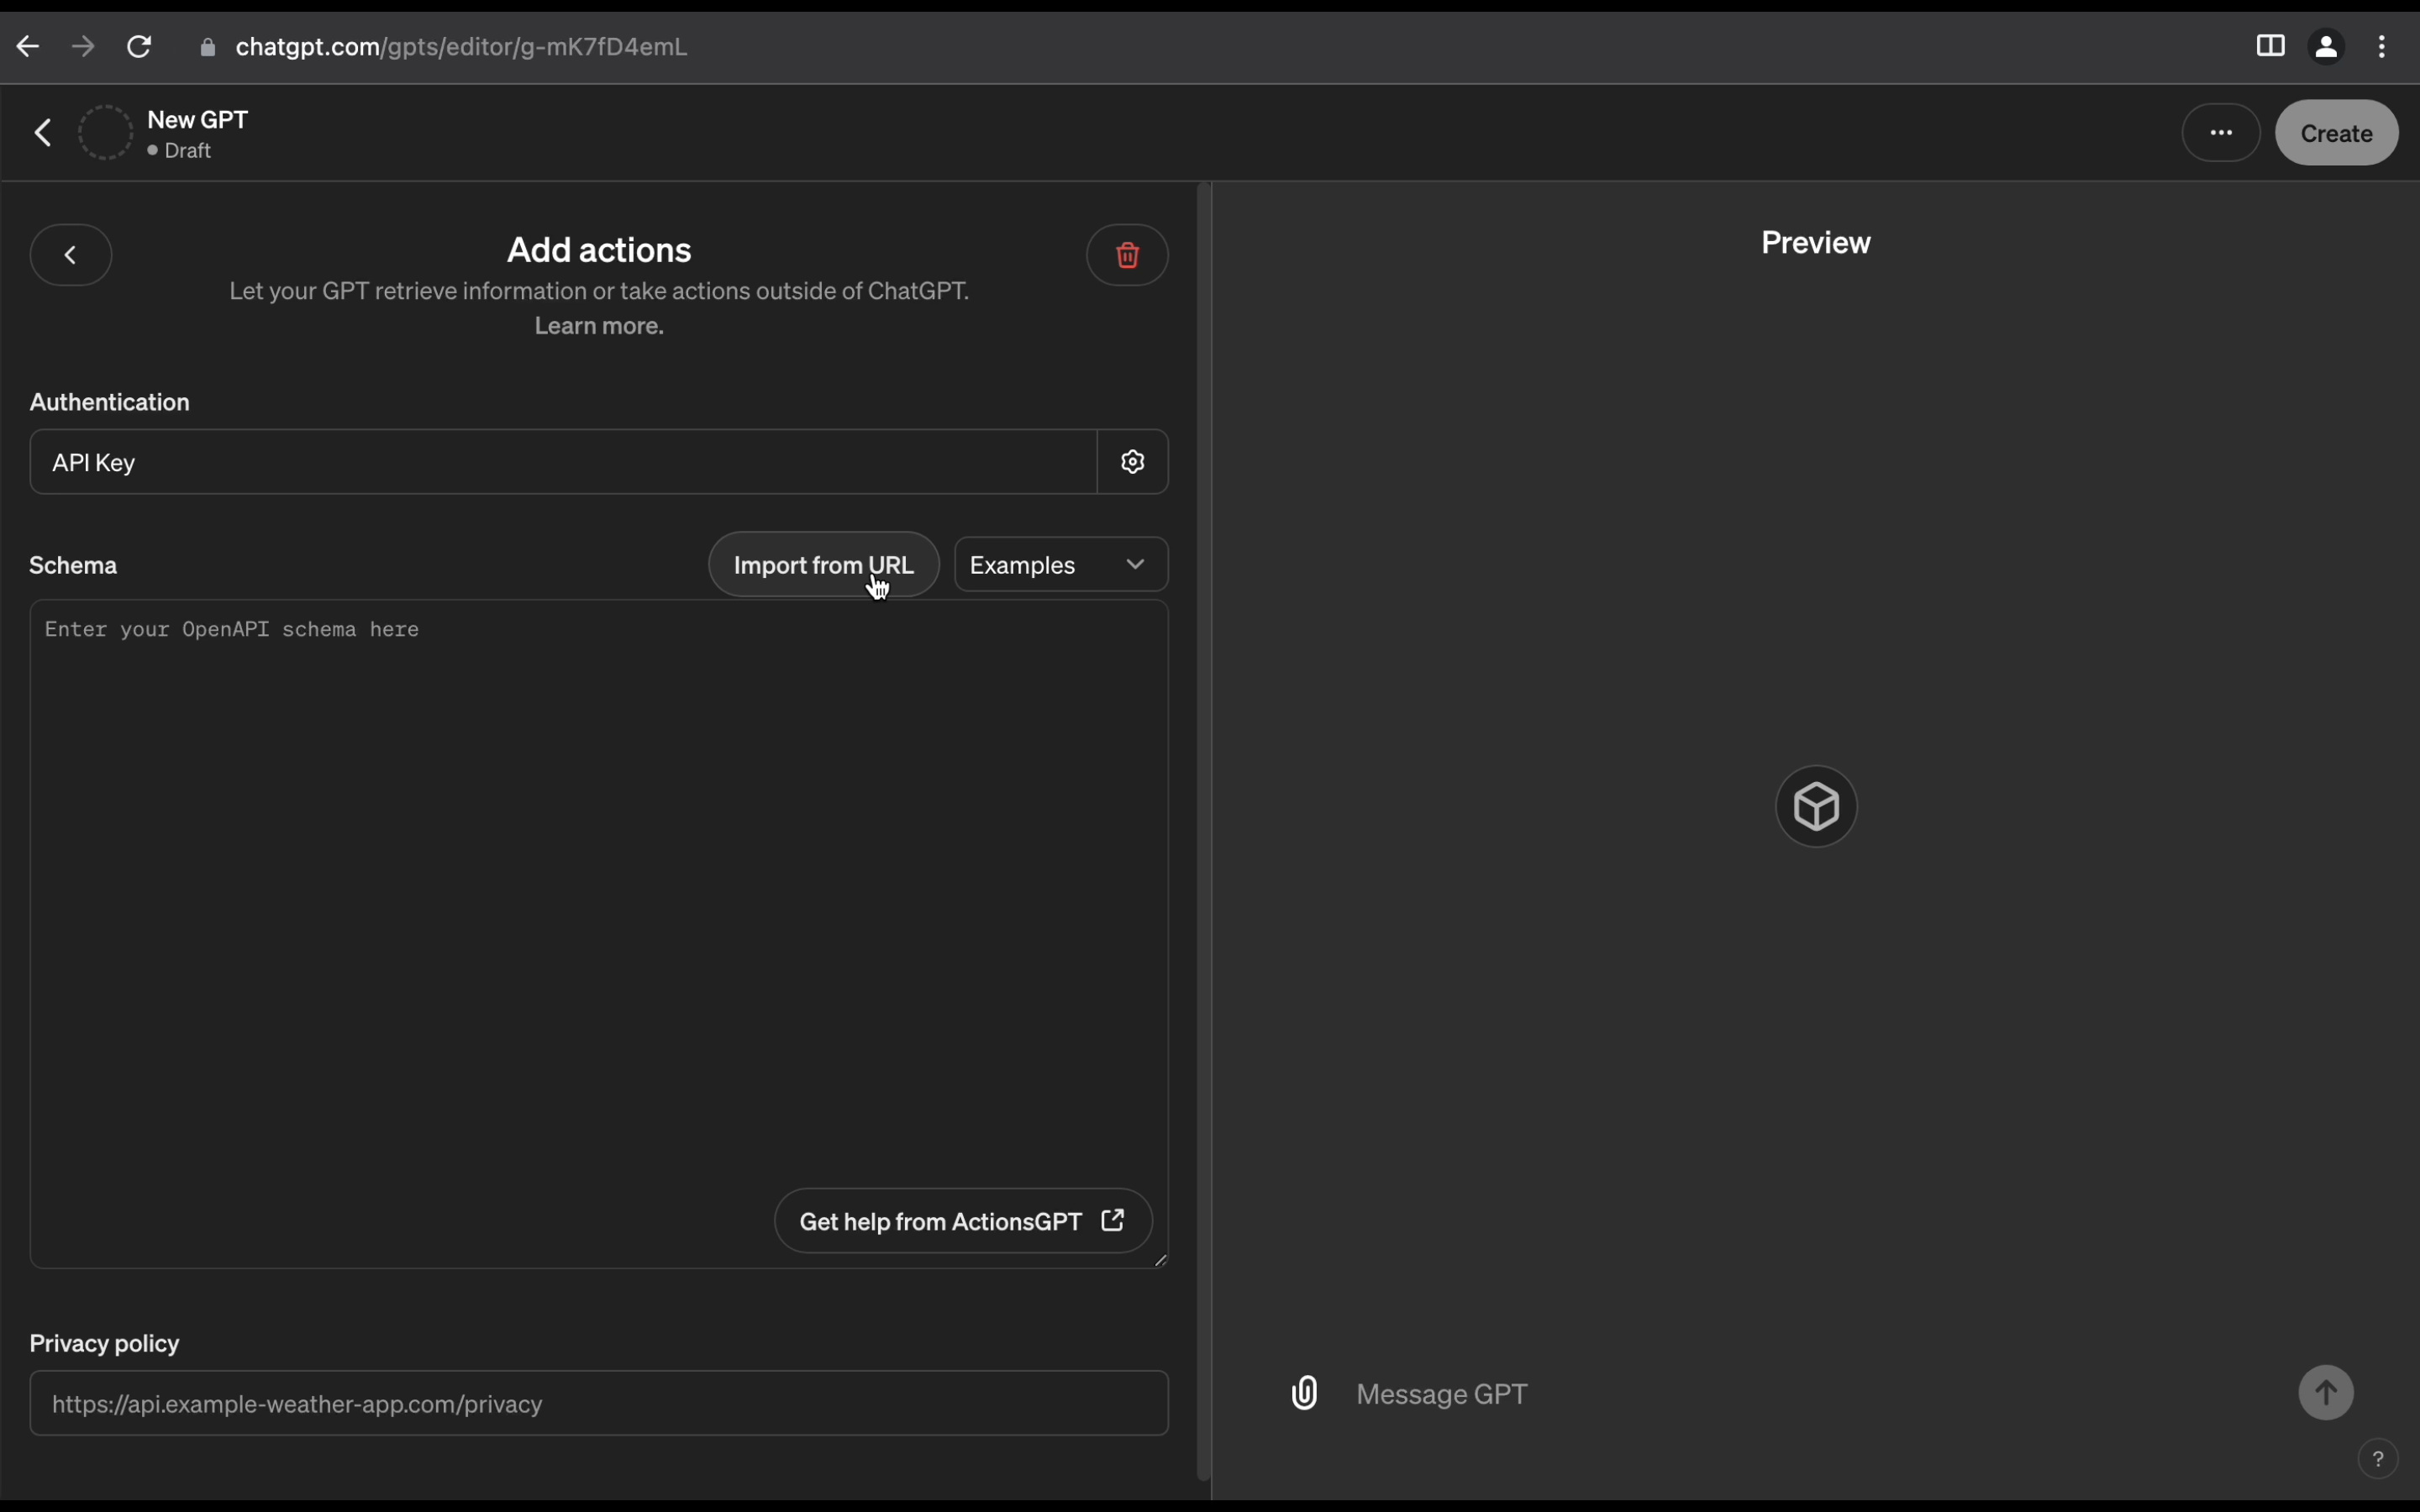 chatgpt.com/gpts/editor/g-mK7fD4emL
New GPT
Draft
Create
Add actions
Let your GPT retrieve information or take actions outside of ChatGPT.
Learn more.
Authentication
API Key
Schema
Import from URL
Examples
Enter your OpenAPI schema here
Get help from ActionsGPT
Privacy policy
https://api.example-weather-app.com/privacy
Preview
Message GPT
?